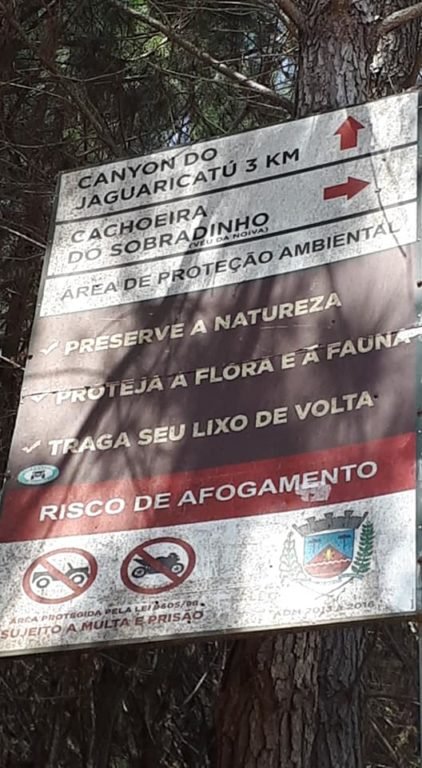 CANYON DO
JAGUARICATÚ 3 KM
CACHOEIRA
DO SOBRADINHO
(VÉU DA NOIVA)
ÁREA DE PROTEÇÃO AMBIENTAL
PRESERVE A NATUREZA
PROTEJA A FLORA E A FAUNA
TRAGA SEU LIXO DE VOLTA
RISCO DE AFOGAMENTO
ÁREA PROTEGIDA PELA LEI 9605/98
SUJEITO A MULTA E PRISÃO
ADM 2013 A 2016